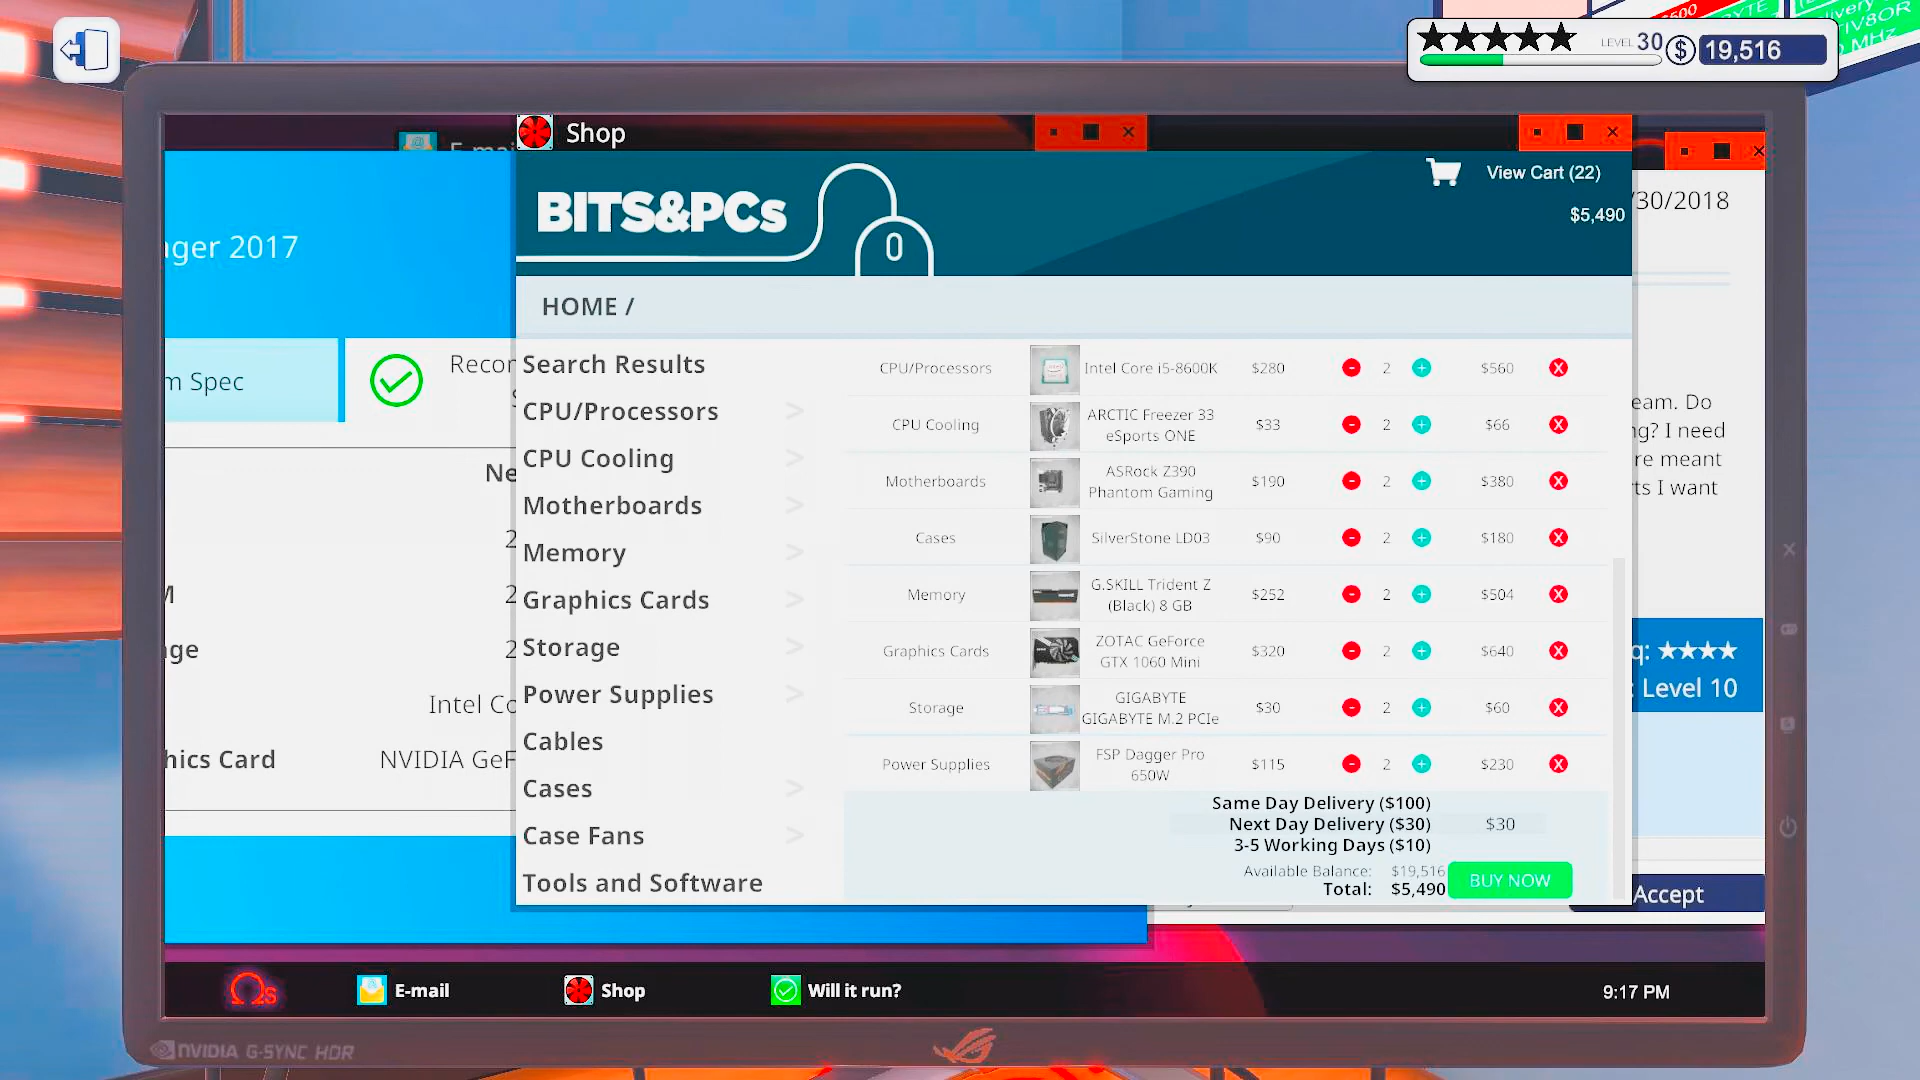 LEVEL 30
$ 19,516
Shop
BITS&PCs
View Cart (22)
$5,490
/30/2018
ager 2017
HOME /
m Spec
Recor
Ne
2
2
2
ge
Intel Co
hics Card
NVIDIA GeF
Search Results
CPU/Processors >
CPU Cooling >
Motherboards >
Memory >
Graphics Cards >
Storage >
Power Supplies >
Cables
Cases >
Case Fans >
Tools and Software
CPU/Processors Intel Core i5-8600K $280 - 2 + $560 X
CPU Cooling ARCTIC Freezer 33
eSports ONE $33 - 2 + $66 X
Motherboards ASRock Z390
Phantom Gaming $190 - 2 + $380 X
Cases SilverStone LD03 $90 - 2 + $180 X
Memory G.SKILL Trident Z
(Black) 8 GB $252 - 2 + $504 X
Graphics Cards ZOTAC GeForce
GTX 1060 Mini $320 - 2 + $640 X
Storage GIGABYTE
GIGABYTE M.2 PCIe $30 - 2 + $60 X
Power Supplies FSP Dagger Pro
650W $115 - 2 + $230 X
Same Day Delivery ($100)
Next Day Delivery ($30) $30
3-5 Working Days ($10)
Available Balance: $19,516
Total: $5,490
BUY NOW
eam. Do
ng? I need
re meant
ts I want
q: ★★★★
: Level 10
Accept
E-mail
Shop
Will it run?
9:17 PM
NVIDIA G-SYNC HDR